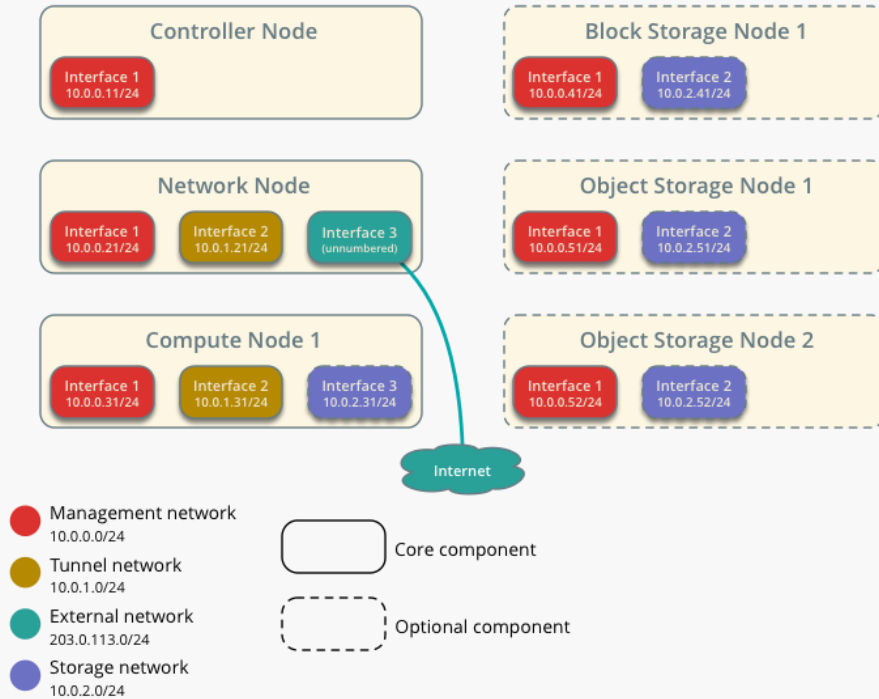 Controller Node
Interface 1
10.0.0.11/24
Block Storage Node 1
Interface 1
10.0.0.41/24
Interface 2
10.0.2.41/24
Network Node
Interface 1
10.0.0.21/24
Interface 2
10.0.1.21/24
Interface 3
(unnumbered)
Object Storage Node 1
Interface 1
10.0.0.51/24
Interface 2
10.0.2.51/24
Compute Node 1
Interface 1
10.0.0.31/24
Interface 2
10.0.1.31/24
Interface 3
10.0.2.31/24
Object Storage Node 2
Interface 1
10.0.0.52/24
Interface 2
10.0.2.52/24
Internet
Management network
10.0.0.0/24
Tunnel network
10.0.1.0/24
External network
203.0.113.0/24
Storage network
10.0.2.0/24
Core component
Optional component